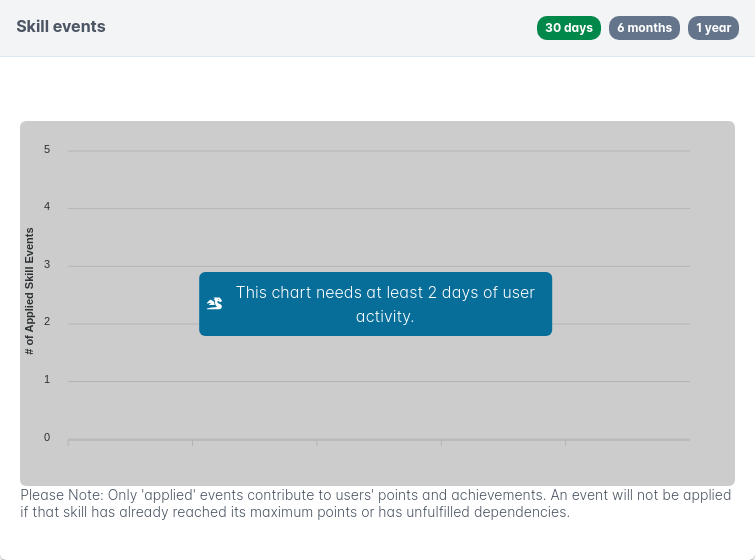 Skill events
30 days
6 months
1 year
5
4
3
2
1
0
# of Applied Skill Events
This chart needs at least 2 days of user
activity.
Please Note: Only 'applied' events contribute to users' points and achievements. An event will not be applied
if that skill has already reached its maximum points or has unfulfilled dependencies.